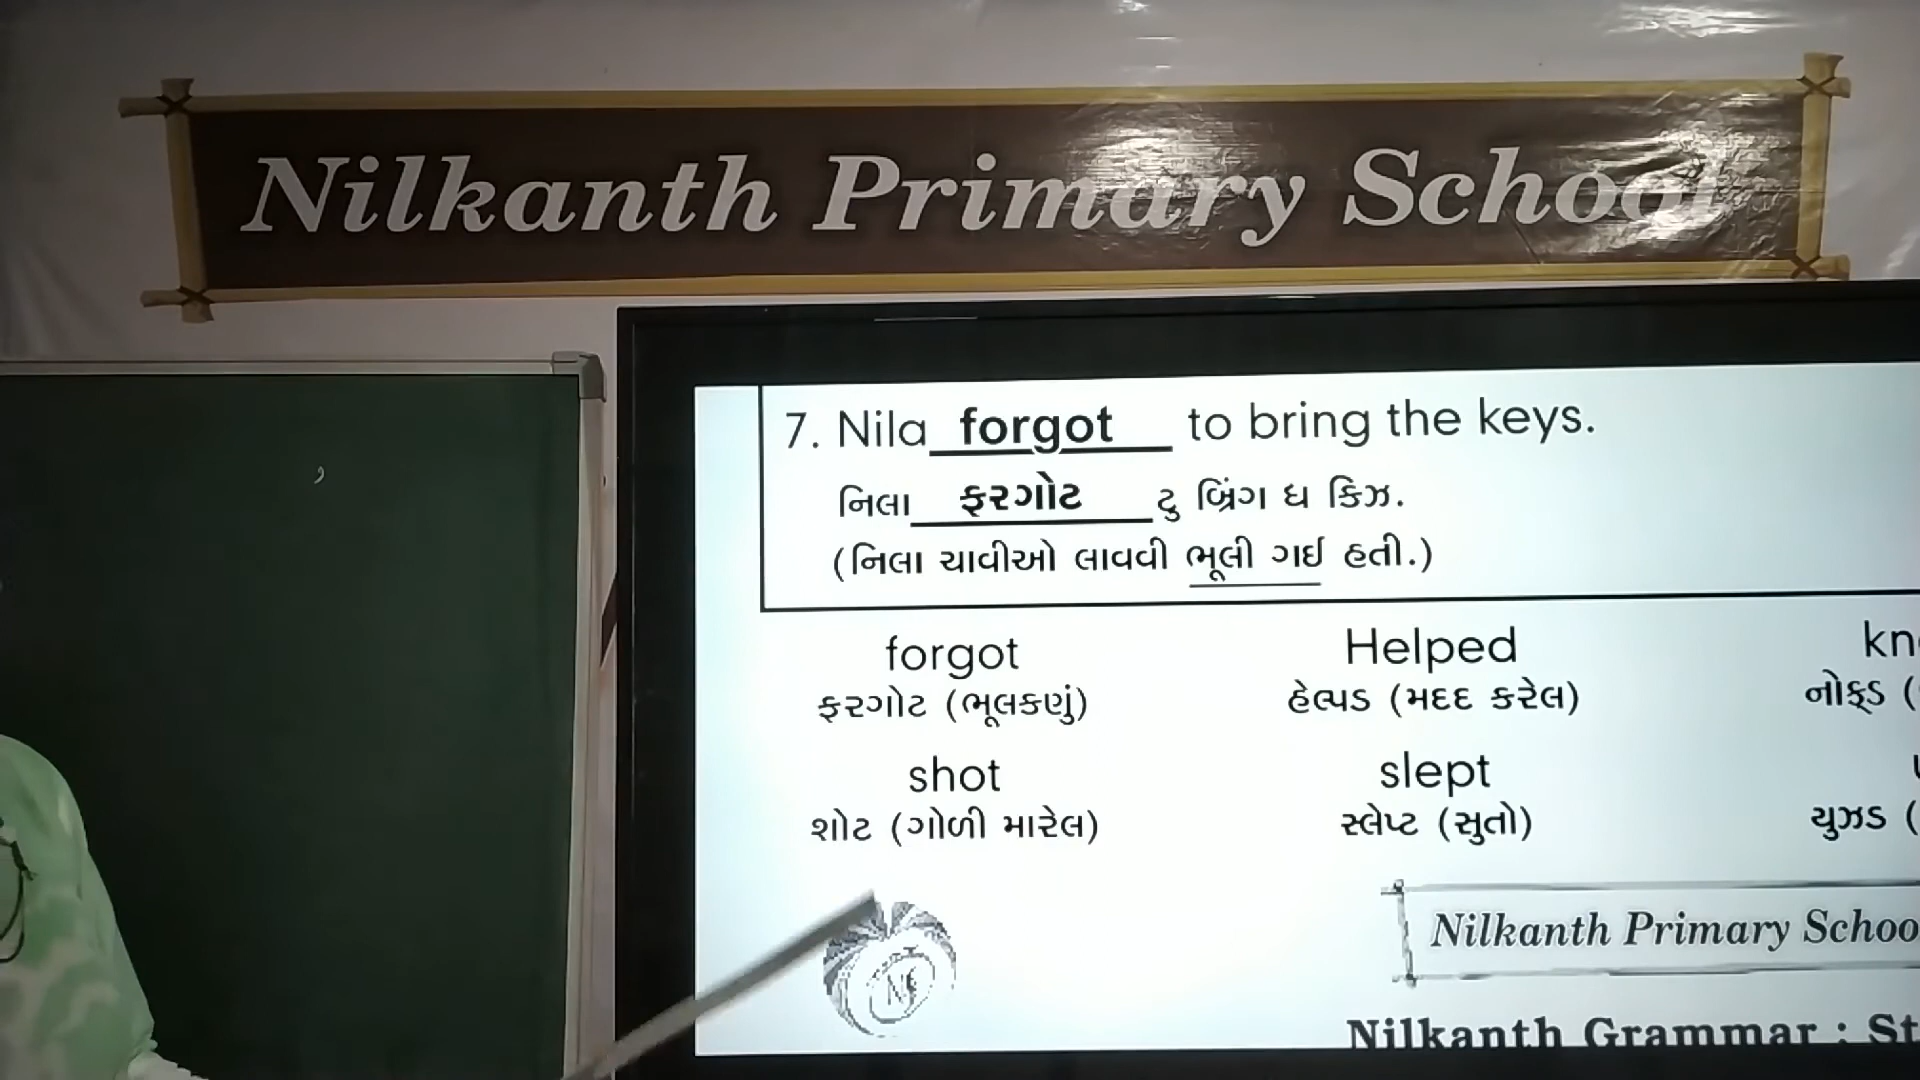 Nilkanth Primary School
7. Nila forgot to bring the keys.
નિલા ફરગોટ ટુ બ્રિંગ ધ કિઝ.
(નિલા ચાવીઓ લાવવી ભૂલી ગઈ હતી.)
forgot Helped
ફરગોટ (ભૂલકણું) હેલ્પડ (મદદ કરેલ) નોફડ (
shot slept
શોટ (ગોળી મારેલ) સ્લેપ્ટ (સુતો) યુઝડ (
Nilkanth Primary Schoo
Nilkanth Grammar : St